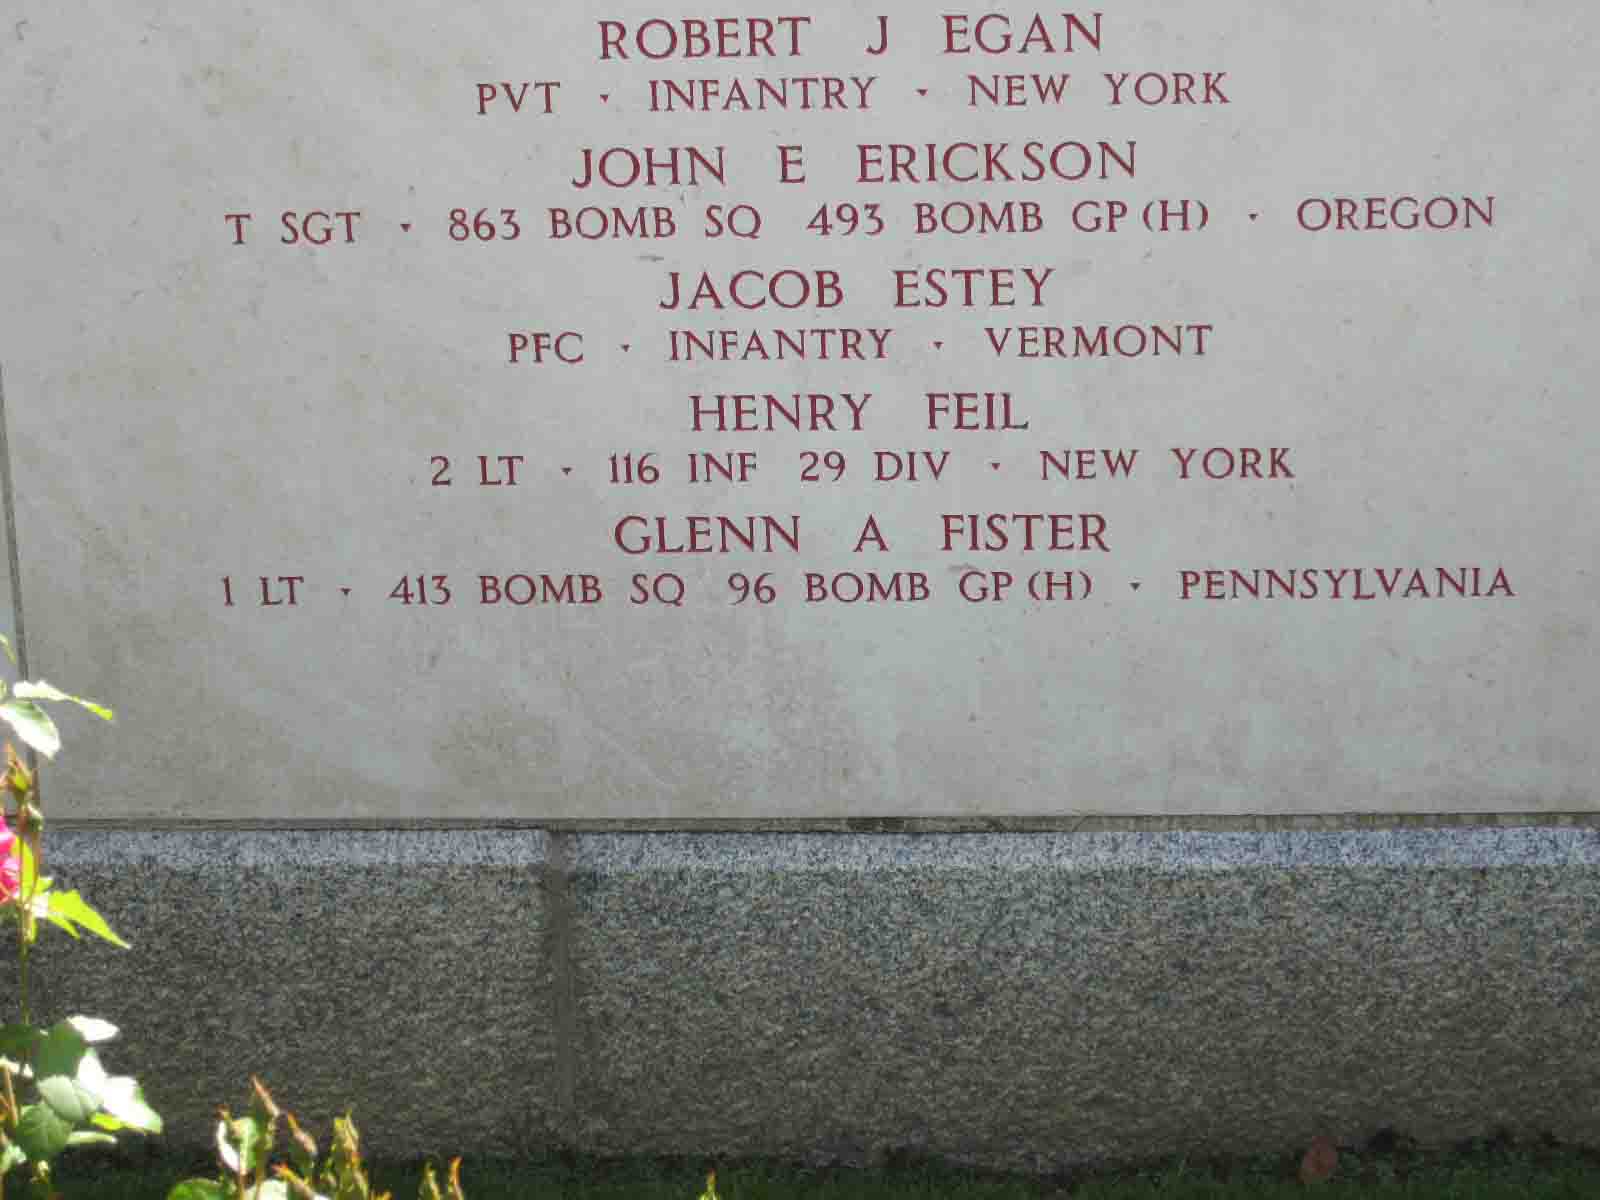 ROBERT J EGAN
PVT · INFANTRY · NEW YORK
JOHN E ERICKSON
T SGT · 863 BOMB SQ 493 BOMB GP (H) · OREGON
JACOB ESTEY
PFC · INFANTRY · VERMONT
HENRY FEIL
2 LT · 116 INF 29 DIV · NEW YORK
GLENN A FISTER
1 LT · 413 BOMB SQ 96 BOMB GP (H) · PENNSYLVANIA